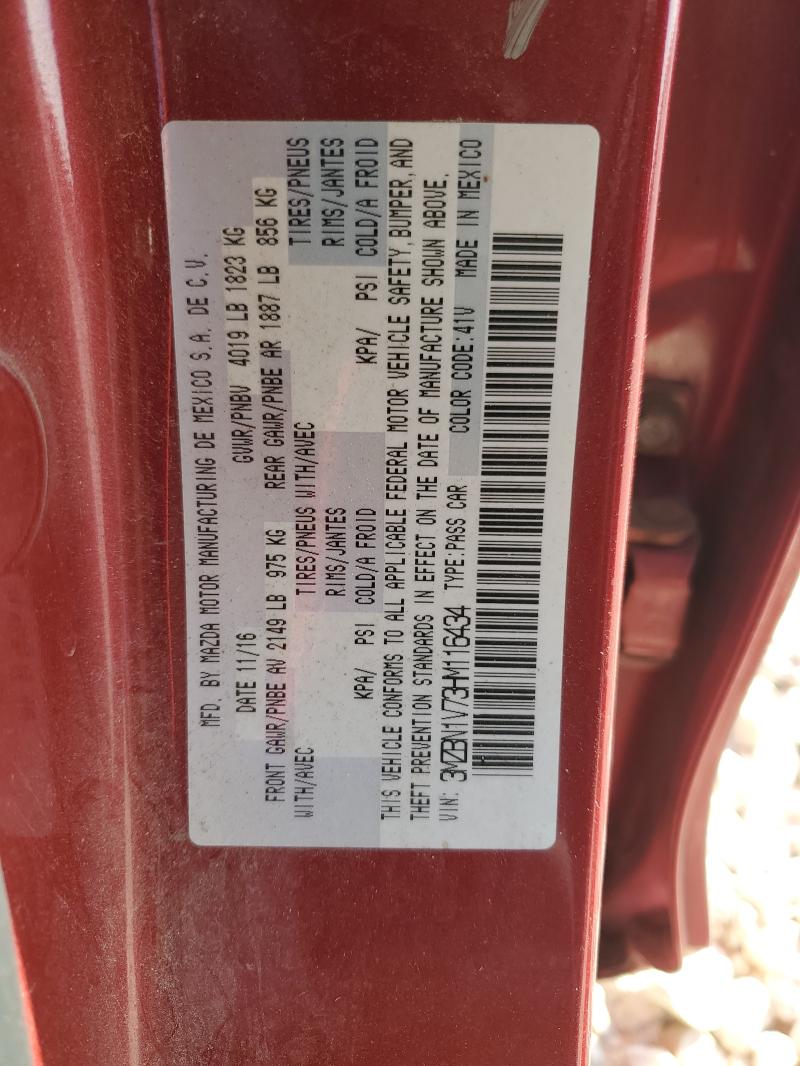 MFD. BY MAZDA MOTOR MANUFACTURING DE MEXICO S.A. DE C.V.
DATE 11/16 GVWR/PNBV 4019 LB 1823 KG
FRONT GAWR/PNBE AV 2149 LB 975 KG REAR GAWR/PNBE AR 1887 LB 856 KG
WITH/AVEC TIRES/PNEUS WITH/AVEC TIRES/PNEUS
RIMS/JANTES RIMS/JANTES
KPA/ PSI COLD/A FROID KPA/ PSI COLD/A FROID
THIS VEHICLE CONFORMS TO ALL APPLICABLE FEDERAL MOTOR VEHICLE SAFETY, BUMPER, AND
THEFT PREVENTION STANDARDS IN EFFECT ON THE DATE OF MANUFACTURE SHOWN ABOVE.
VIN: 3MZBN1V73HM116434 TYPE:PASS CAR COLOR CODE:41V MADE IN MEXICO